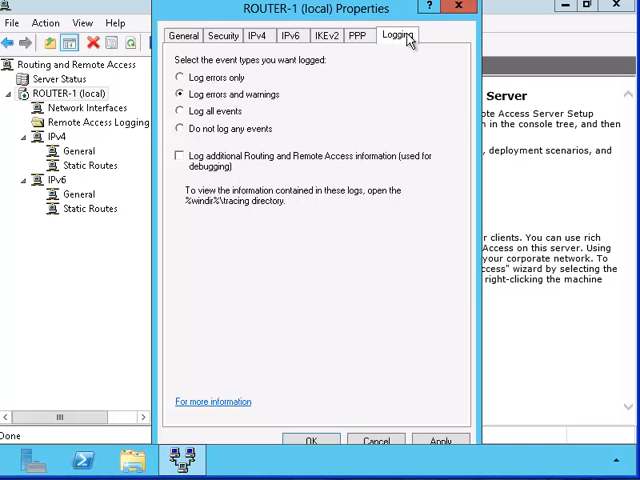 ROUTER-1 (local) Properties
?
File Action View Help
Routing and Remote Access
Server Status
ROUTER-1 (local)
Network Interfaces
Remote Access Logging
IPv4
General
Static Routes
IPv6
General
Static Routes
Done
General Security IPv4 IPv6 IKEv2 PPP Logging
Select the event types you want logged:
Log errors only
Log errors and warnings
Log all events
Do not log any events
Log additional Routing and Remote Access information (used for
debugging)
To view the information contained in these logs, open the
%windir%\tracing directory.
For more information
OK Cancel Apply
Server
ote Access Server Setup
n in the console tree, and then
, deployment scenarios, and
r clients. You can use rich
Access on this server. Using
your corporate network. To
ccess" wizard by selecting the
right-clicking the machine